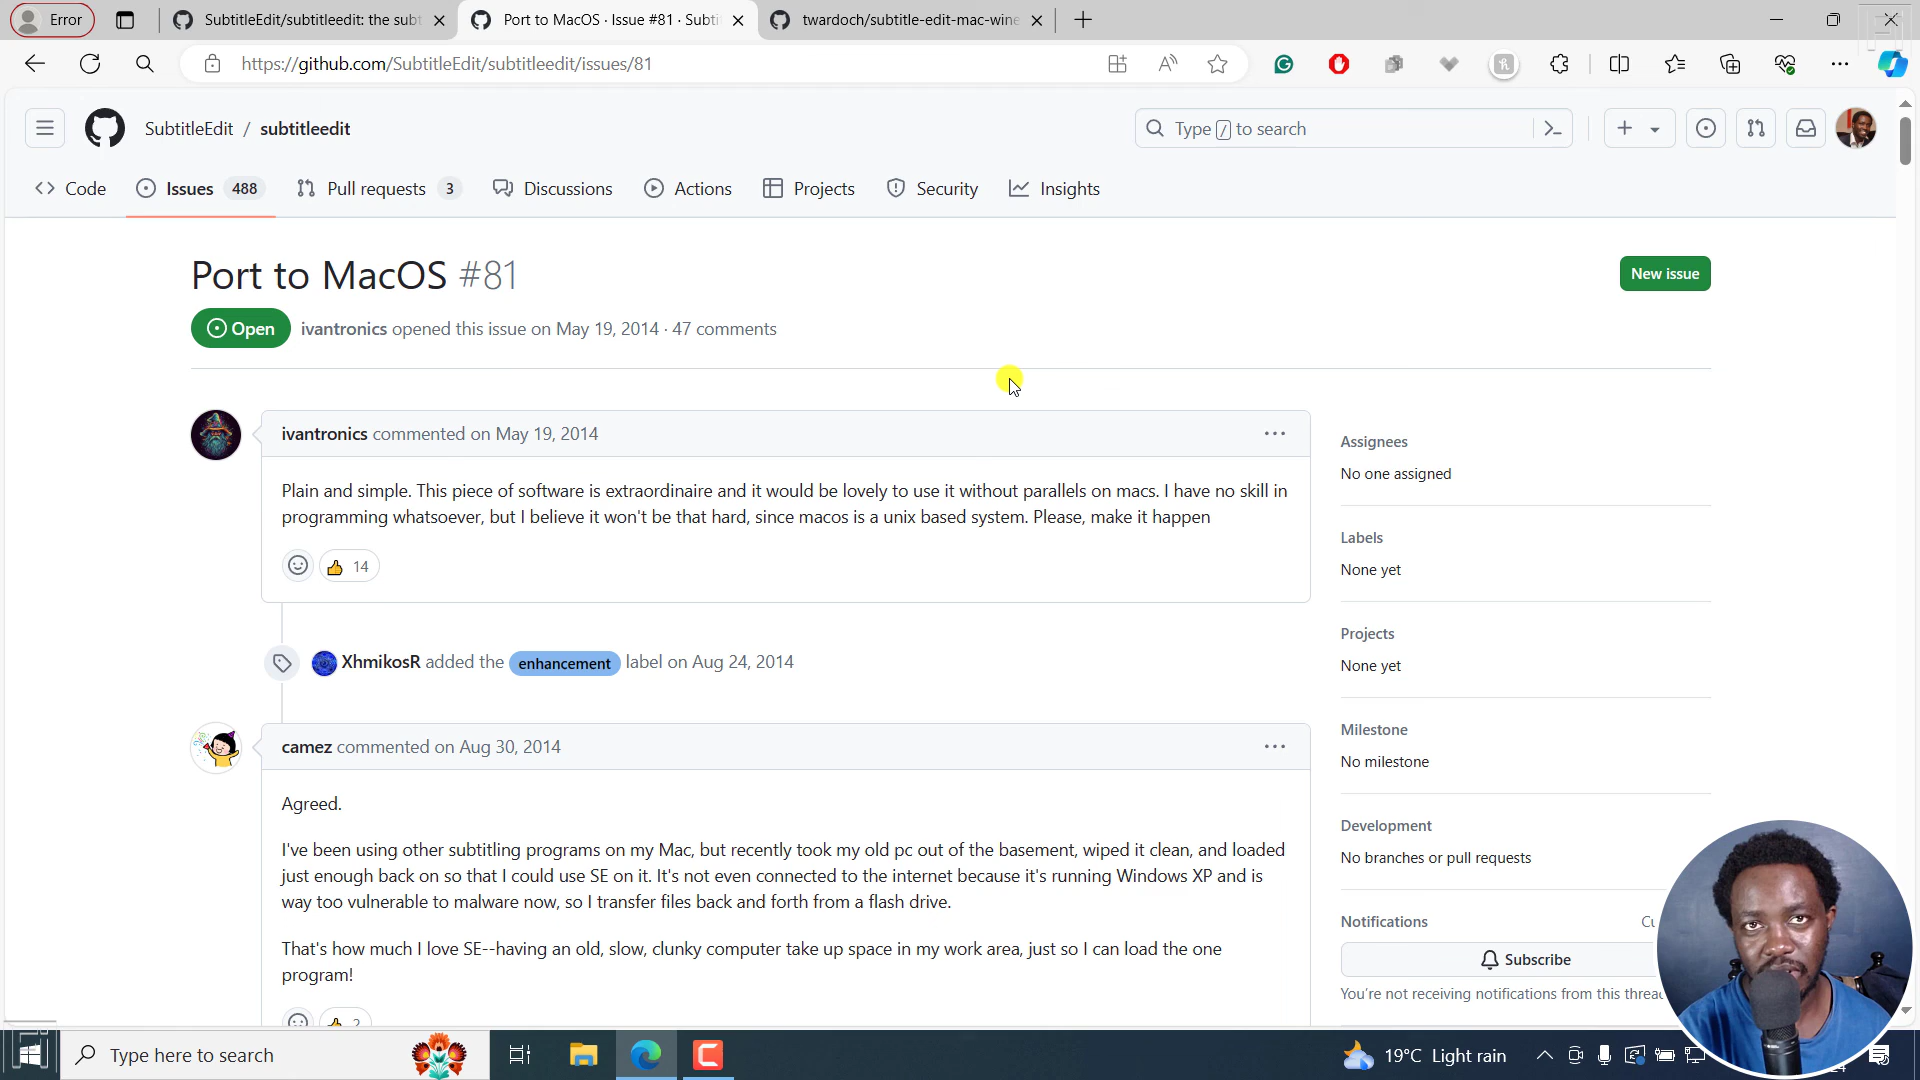 Error
SubtitleEdit/subtitleedit: the subt
Port to MacOS · Issue #81 · Subti
twardoch/subtitle-edit-mac-wine
https://github.com/SubtitleEdit/subtitleedit/issues/81
SubtitleEdit / subtitleedit
Type / to search
Code
Issues 488
Pull requests 3
Discussions
Actions
Projects
Security
Insights
Port to MacOS #81
New issue
Open
ivantronics opened this issue on May 19, 2014 · 47 comments
ivantronics commented on May 19, 2014
Plain and simple. This piece of software is extraordinaire and it would be lovely to use it without parallels on macs. I have no skill in
programming whatsoever, but I believe it won't be that hard, since macos is a unix based system. Please, make it happen
14
XhmikosR added the enhancement label on Aug 24, 2014
camez commented on Aug 30, 2014
Agreed.
I've been using other subtitling programs on my Mac, but recently took my old pc out of the basement, wiped it clean, and loaded
just enough back on so that I could use SE on it. It's not even connected to the internet because it's running Windows XP and is
way too vulnerable to malware now, so I transfer files back and forth from a flash drive.
That's how much I love SE--having an old, slow, clunky computer take up space in my work area, just so I can load the one
program!
2
Assignees
No one assigned
Labels
None yet
Projects
None yet
Milestone
No milestone
Development
No branches or pull requests
Notifications
Subscribe
You're not receiving notifications from this
Type here to search
19°C Light rain